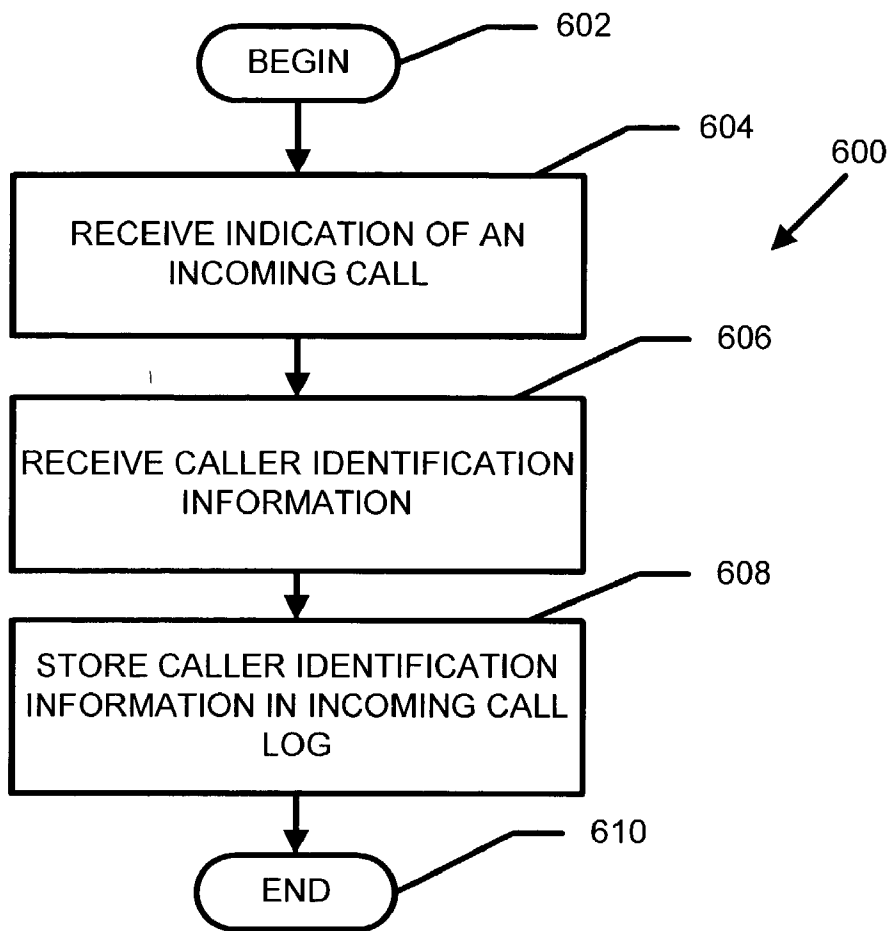 602
BEGIN
604
600
RECEIVE INDICATION OF AN
INCOMING CALL
606
RECEIVE CALLER IDENTIFICATION
INFORMATION
608
STORE CALLER IDENTIFICATION
INFORMATION IN INCOMING CALL
LOG
610
END